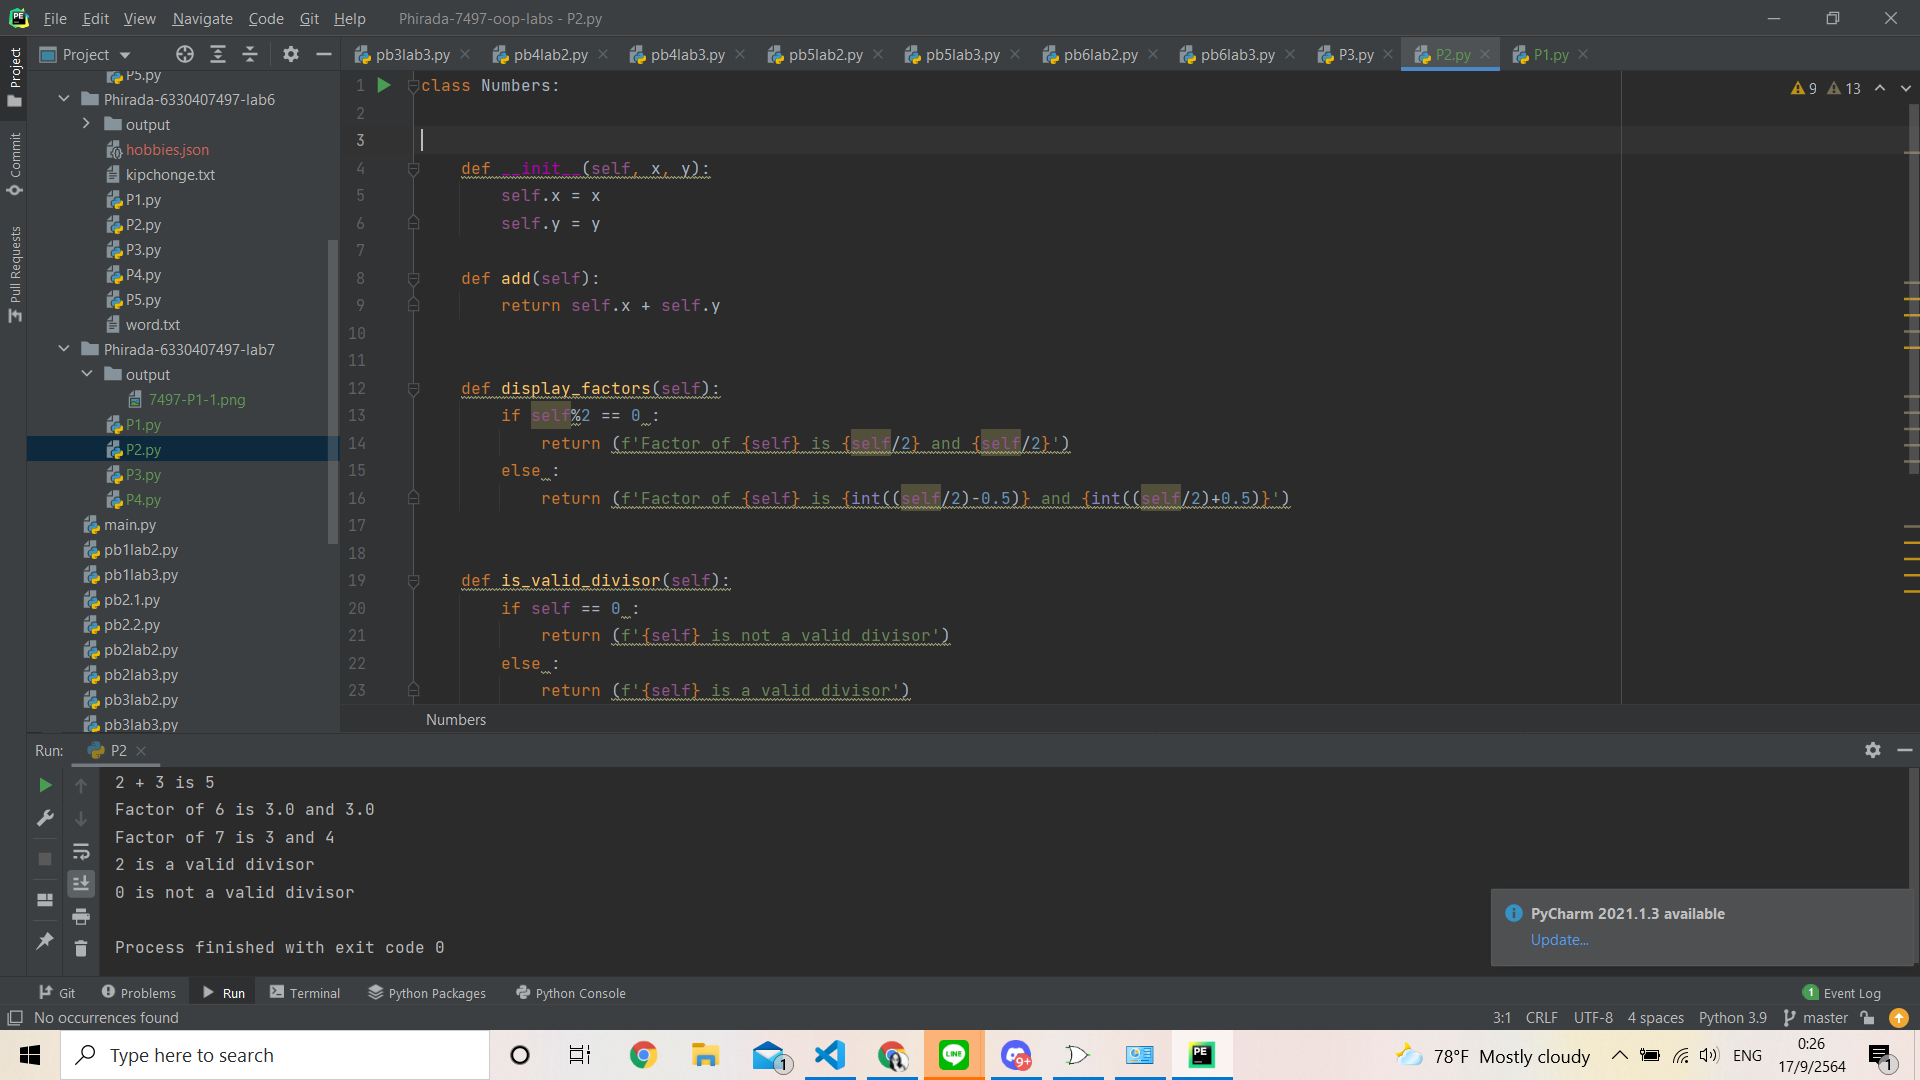 File Edit View Navigate Code Git Help Phirada-7497-oop-labs - P2.py
Project
pb3lab3.py pb4lab2.py pb4lab3.py pb5lab2.py pb5lab3.py pb6lab2.py pb6lab3.py P3.py P2.py P1.py
Project
Commit
Pull Requests
P5.py
Phirada-6330407497-lab6
output
hobbies.json
kipchonge.txt
P1.py
P2.py
P3.py
P4.py
P5.py
word.txt
Phirada-6330407497-lab7
output
7497-P1-1.png
P1.py
P2.py
P3.py
P4.py
main.py
pb1lab2.py
pb1lab3.py
pb2.1.py
pb2.2.py
pb2lab2.py
pb2lab3.py
pb3lab2.py
pb3lab3.py
9 13
1 class Numbers:
2
3
4 def __init__(self, x, y):
5 self.x = x
6 self.y = y
7
8 def add(self):
9 return self.x + self.y
10
11
12 def display_factors(self):
13 if self%2 == 0 :
14 return (f'Factor of {self} is {self/2} and {self/2}')
15 else :
16 return (f'Factor of {self} is {int((self/2)-0.5)} and {int((self/2)+0.5)}')
17
18
19 def is_valid_divisor(self):
20 if self == 0 :
21 return (f'{self} is not a valid divisor')
22 else :
23 return (f'{self} is a valid divisor')
Numbers
Run: P2
2 + 3 is 5
Factor of 6 is 3.0 and 3.0
Factor of 7 is 3 and 4
2 is a valid divisor
0 is not a valid divisor
Process finished with exit code 0
PyCharm 2021.1.3 available
Update...
Git Problems Run Terminal Python Packages Python Console 1 Event Log
No occurrences found 3:1 CRLF UTF-8 4 spaces Python 3.9 master
Type here to search 1 LINE 9+ PE 78°F Mostly cloudy ENG 0:26
17/9/2564 1